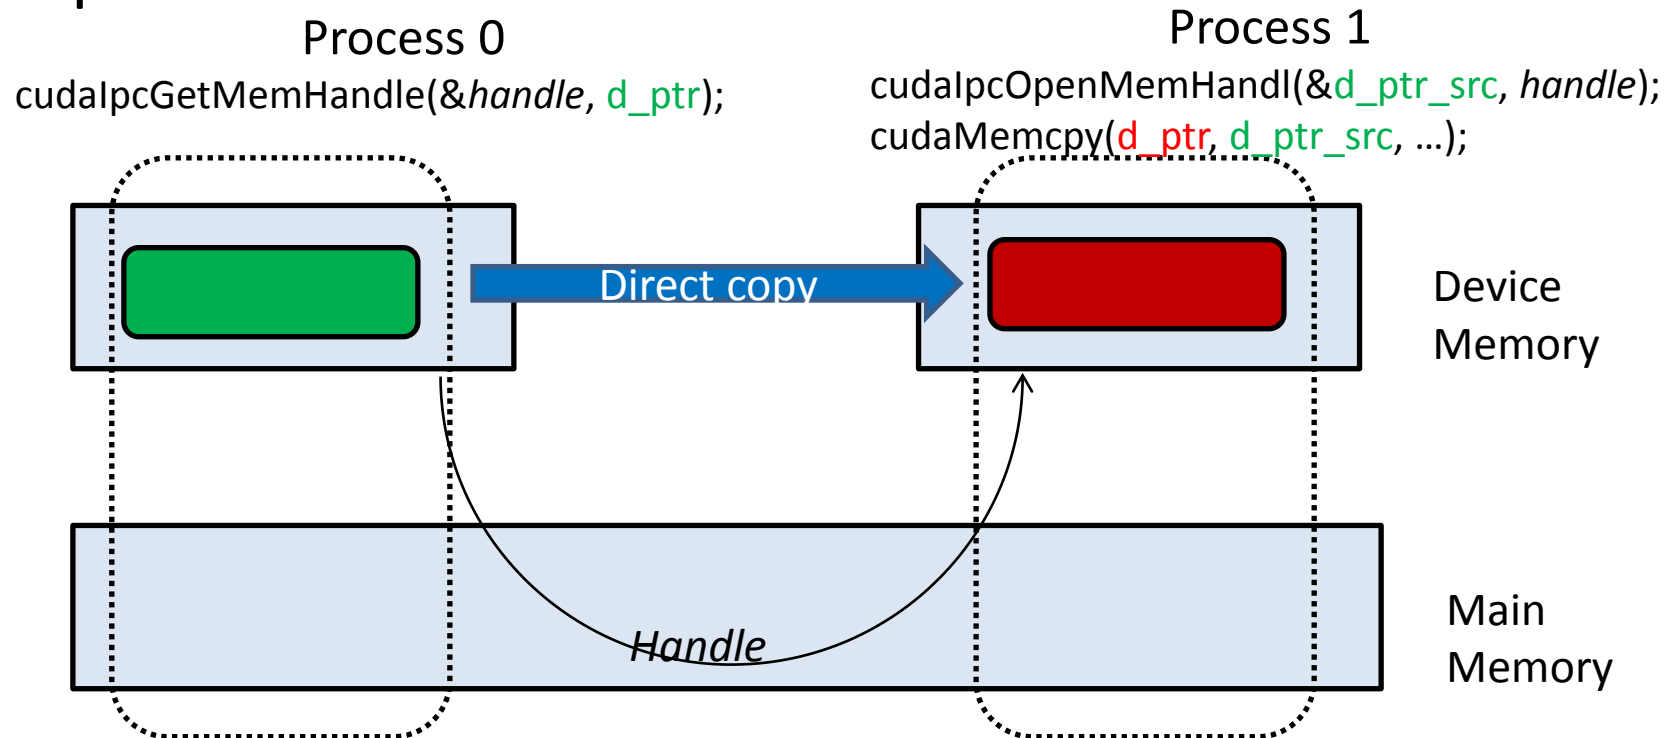 Process 0
cudaIpcGetMemHandle(&handle, d_ptr);
Process 1
cudaIpcOpenMemHandl(&d_ptr_src, handle);
cudaMemcpy(d_ptr, d_ptr_src, …);
Direct copy
Device
Memory
Handle
Main
Memory